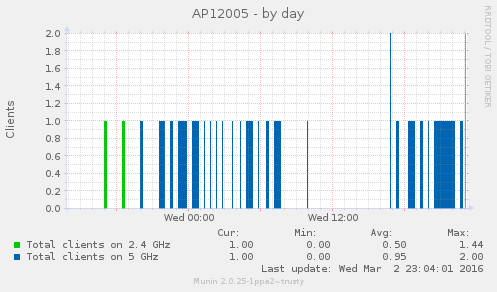 AP12005 - by day
RRDTOOL / TOBI OETIKER
Clients
2.0
1.8
1.6
1.4
1.2
1.0
0.8
0.6
0.4
0.2
0.0
Wed 00:00 Wed 12:00
Cur: Min: Avg: Max:
Total clients on 2.4 GHz 1.00 0.00 0.50 1.44
Total clients on 5 GHz 1.00 0.00 0.95 2.00
Last update: Wed Mar 2 23:04:01 2016
Munin 2.0.25-1ppa2~trusty